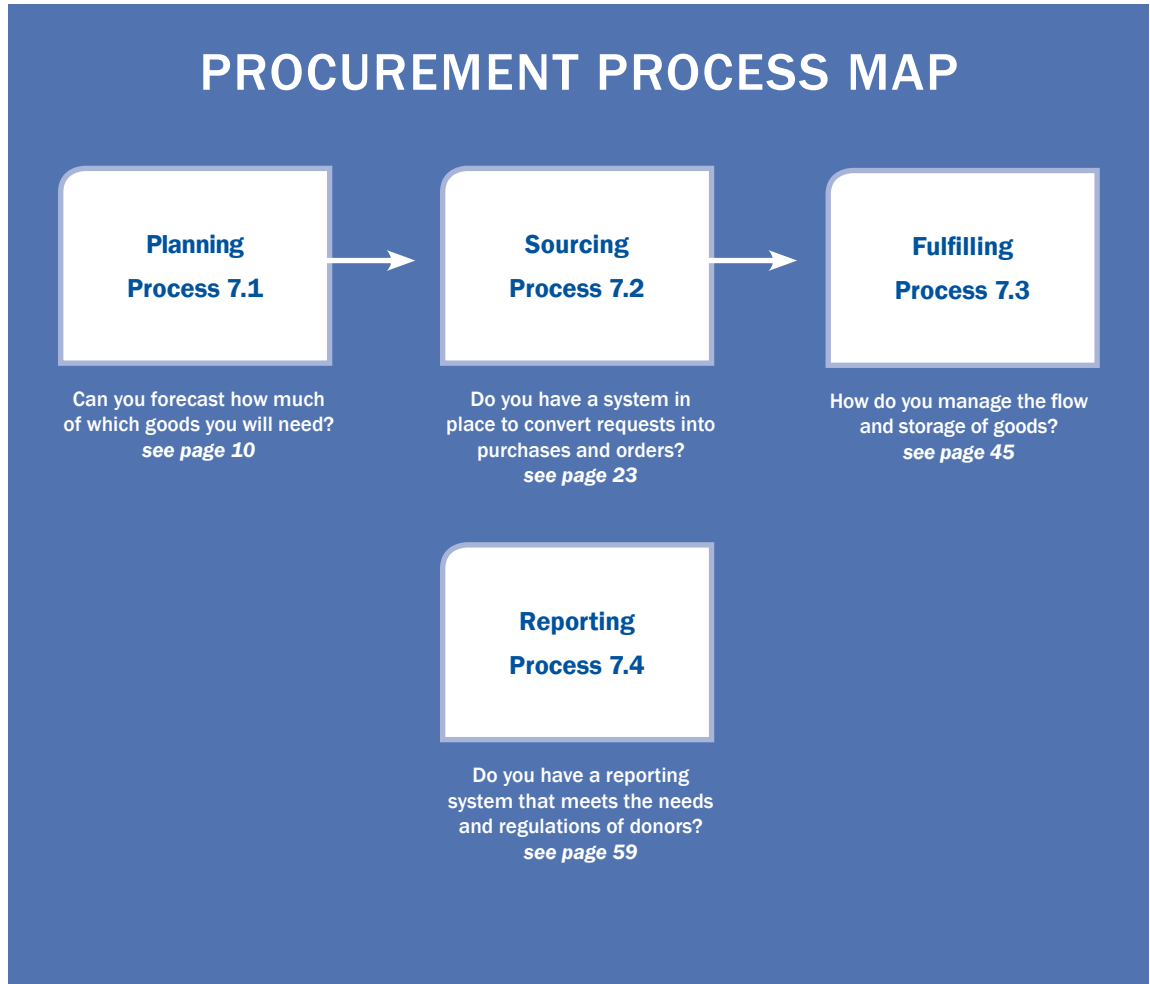 PROCUREMENT PROCESS MAP
Planning
Process 7.1
Can you forecast how much
of which goods you will need?
see page 10
Sourcing
Process 7.2
Do you have a system in
place to convert requests into
purchases and orders?
see page 23
Fulfilling
Process 7.3
How do you manage the flow
and storage of goods?
see page 45
Reporting
Process 7.4
Do you have a reporting
system that meets the needs
and regulations of donors?
see page 59